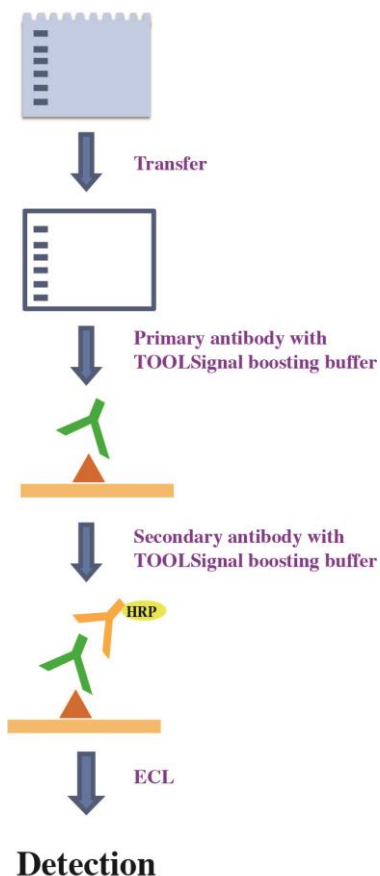 Transfer
Primary antibody with
TOOLSignal boosting buffer
Secondary antibody with
TOOLSignal boosting buffer
HRP
ECL
Detection